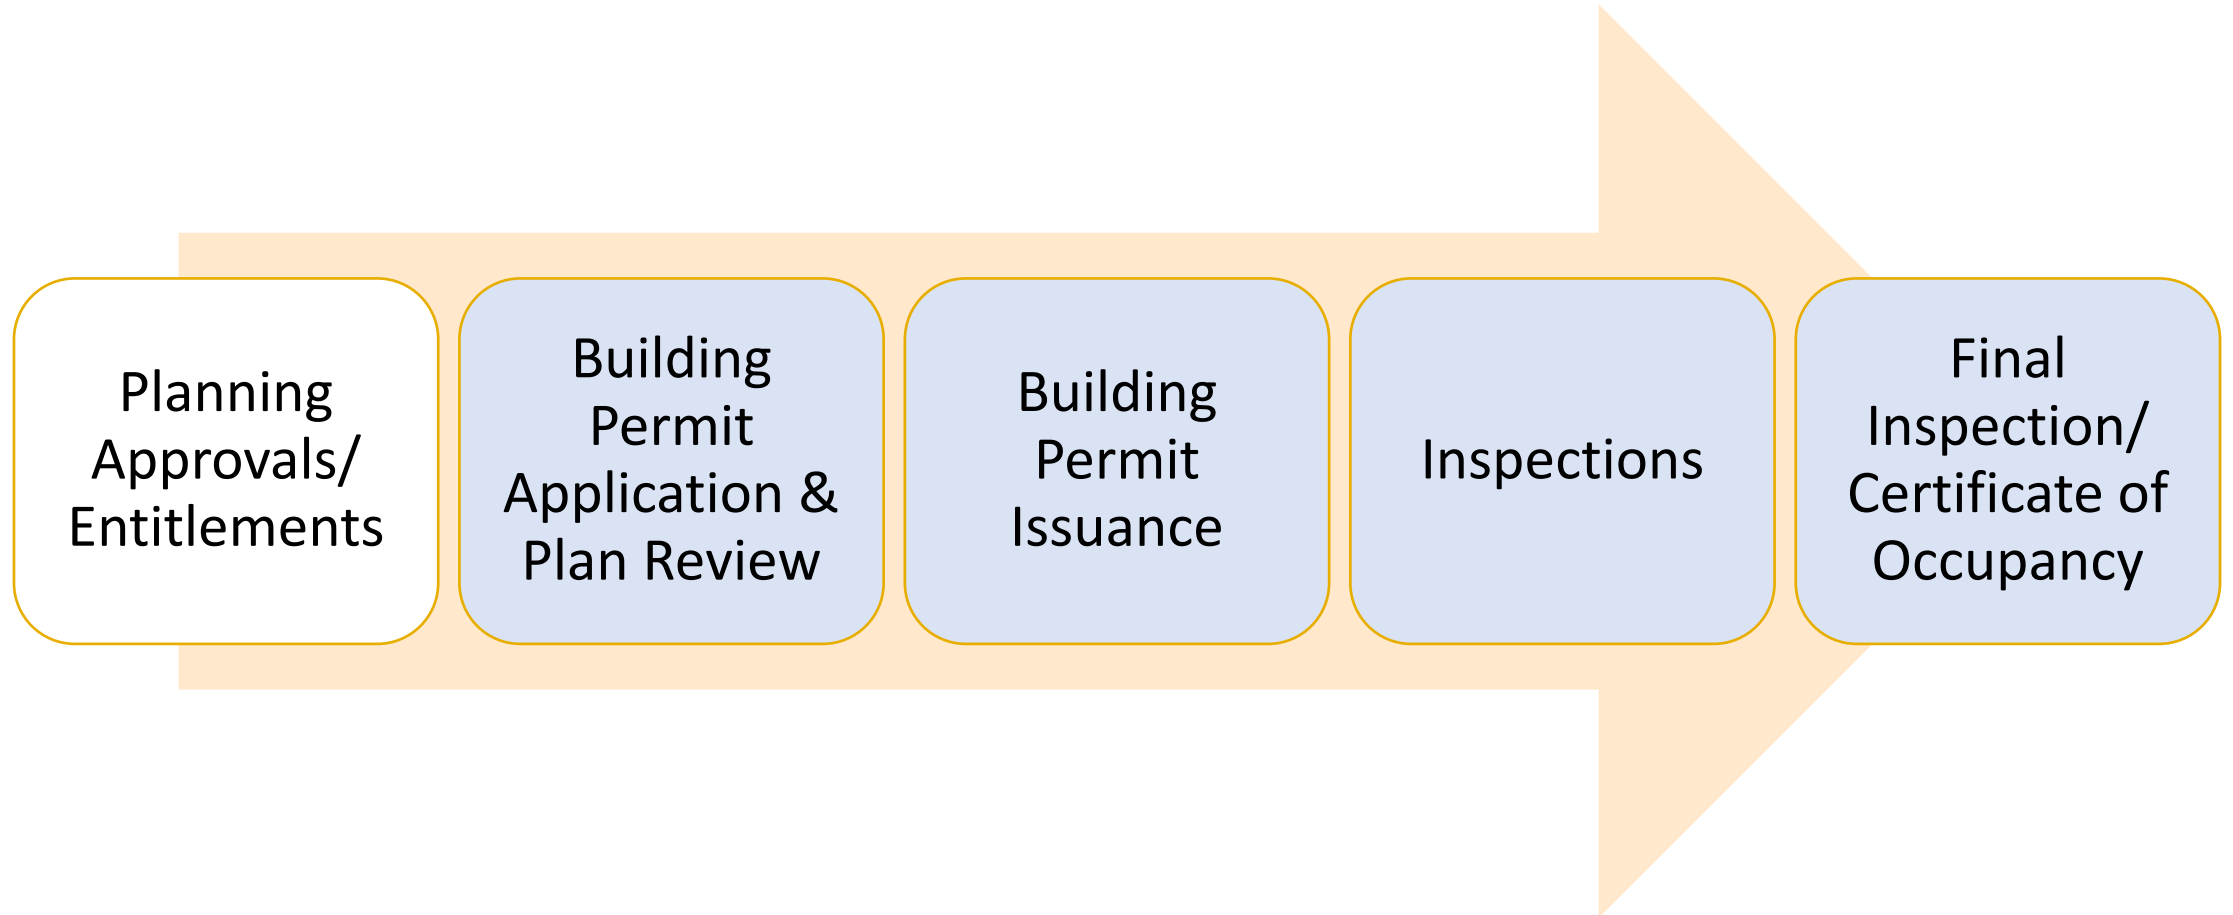 Planning
Approvals/
Entitlements
Building
Permit
Application &
Plan Review
Building
Permit
Issuance
Inspections
Final
Inspection/
Certificate of
Occupancy